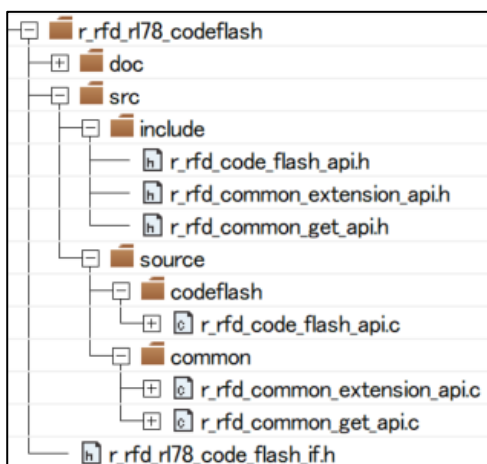 r_rfd_rl78_codeflash
doc
src
include
r_rfd_code_flash_api.h
r_rfd_common_extension_api.h
r_rfd_common_get_api.h
source
codeflash
r_rfd_code_flash_api.c
common
r_rfd_common_extension_api.c
r_rfd_common_get_api.c
r_rfd_rl78_code_flash_if.h